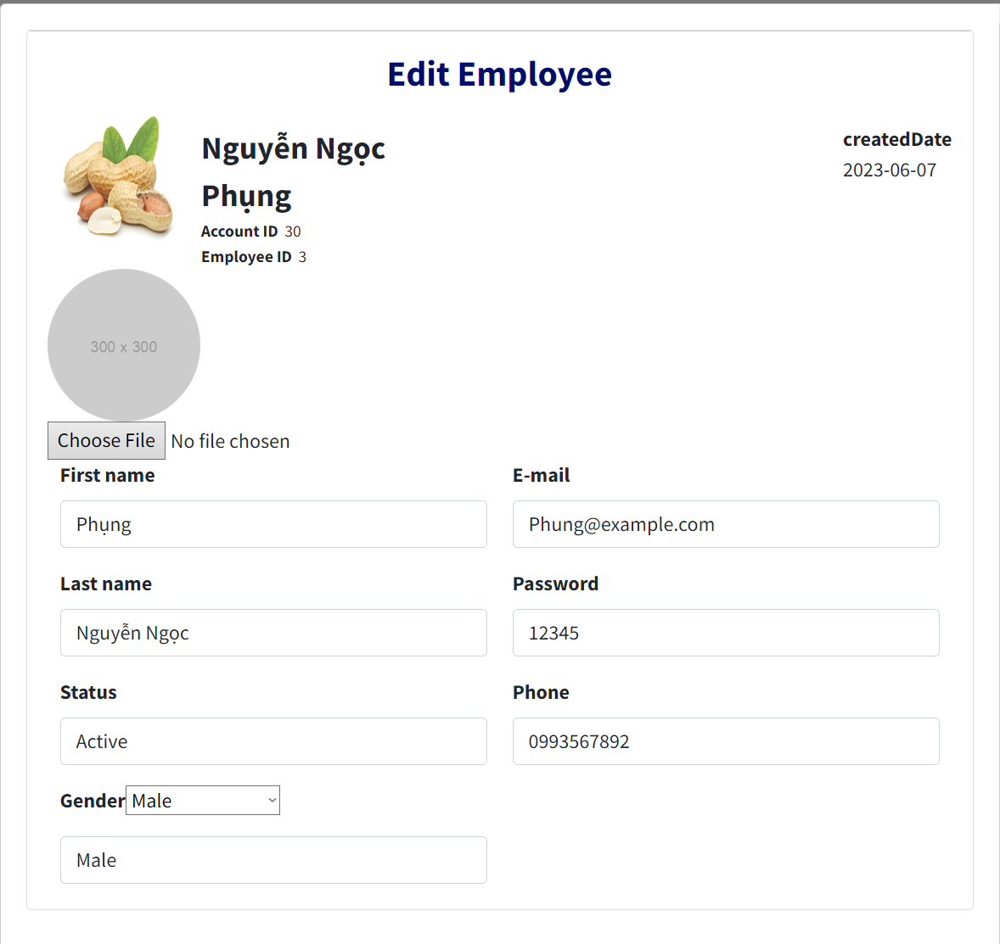 Edit Employee
Nguyễn Ngọc
Phụng
Account ID 30
Employee ID 3
createdDate
2023-06-07
300 x 300
Choose File No file chosen
First name
Phụng
E-mail
Phung@example.com
Last name
Nguyễn Ngọc
Password
12345
Status
Active
Phone
0993567892
Gender Male
Male